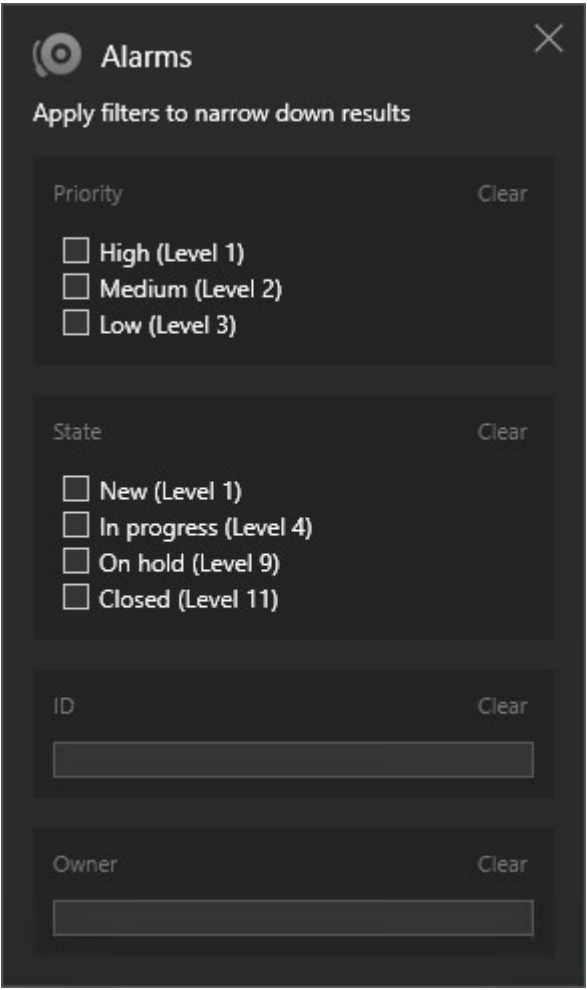 Alarms
Apply filters to narrow down results
Priority Clear
High (Level 1)
Medium (Level 2)
Low (Level 3)
State Clear
New (Level 1)
In progress (Level 4)
On hold (Level 9)
Closed (Level 11)
ID Clear
Owner Clear